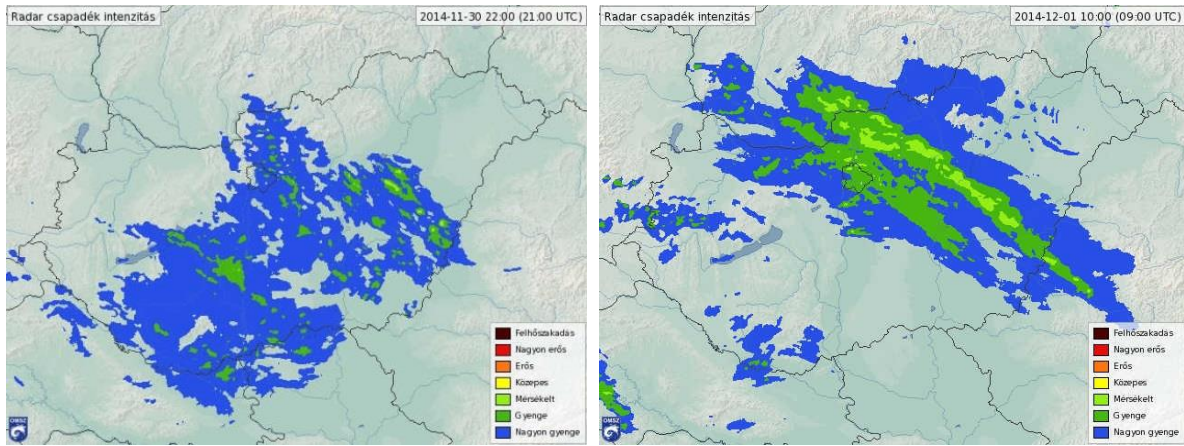 Radar csapadék intenzitás
2014-11-30 22:00 (21:00 UTC)
Felhőszakadás
Nagyon erős
Erős
Közepes
Mérsékelt
Gyenge
Nagyon gyenge
OMSZ
Radar csapadék intenzitás
2014-12-01 10:00 (09:00 UTC)
Felhőszakadás
Nagyon erős
Erős
Közepes
Mérsékelt
Gyenge
Nagyon gyenge
OMSZ